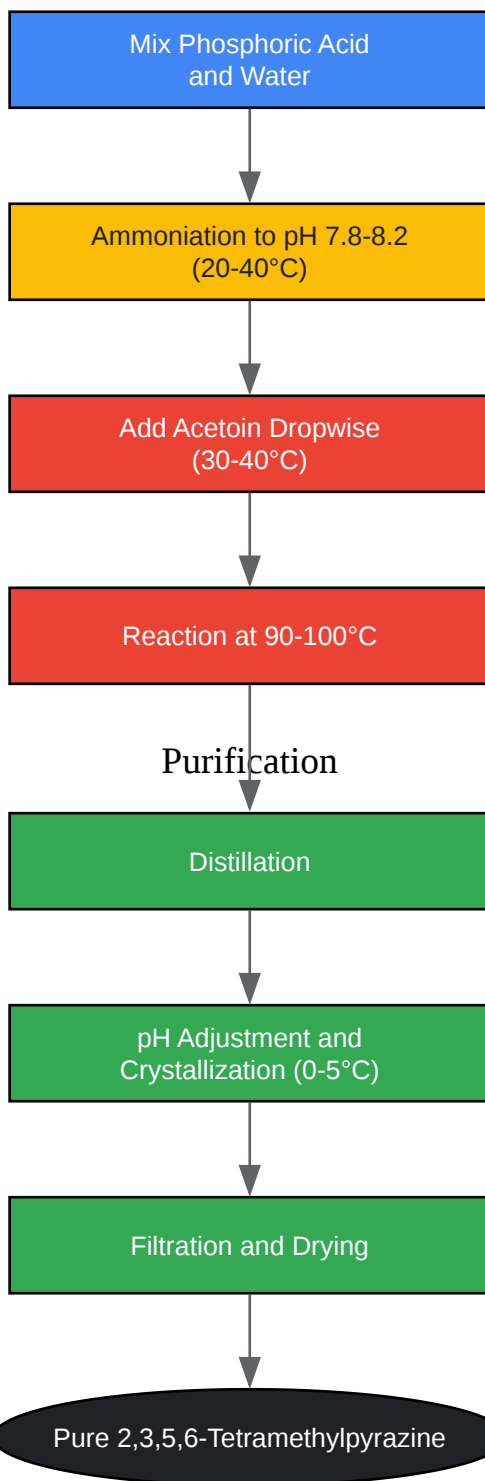 Mix Phosphoric Acid
and Water
Ammoniation to pH 7.8-8.2
(20-40°C)
Add Acetoin Dropwise
(30-40°C)
Reaction at 90-100°C
Purification
Distillation
pH Adjustment and
Crystallization (0-5°C)
Filtration and Drying
Pure 2,3,5,6-Tetramethylpyrazine